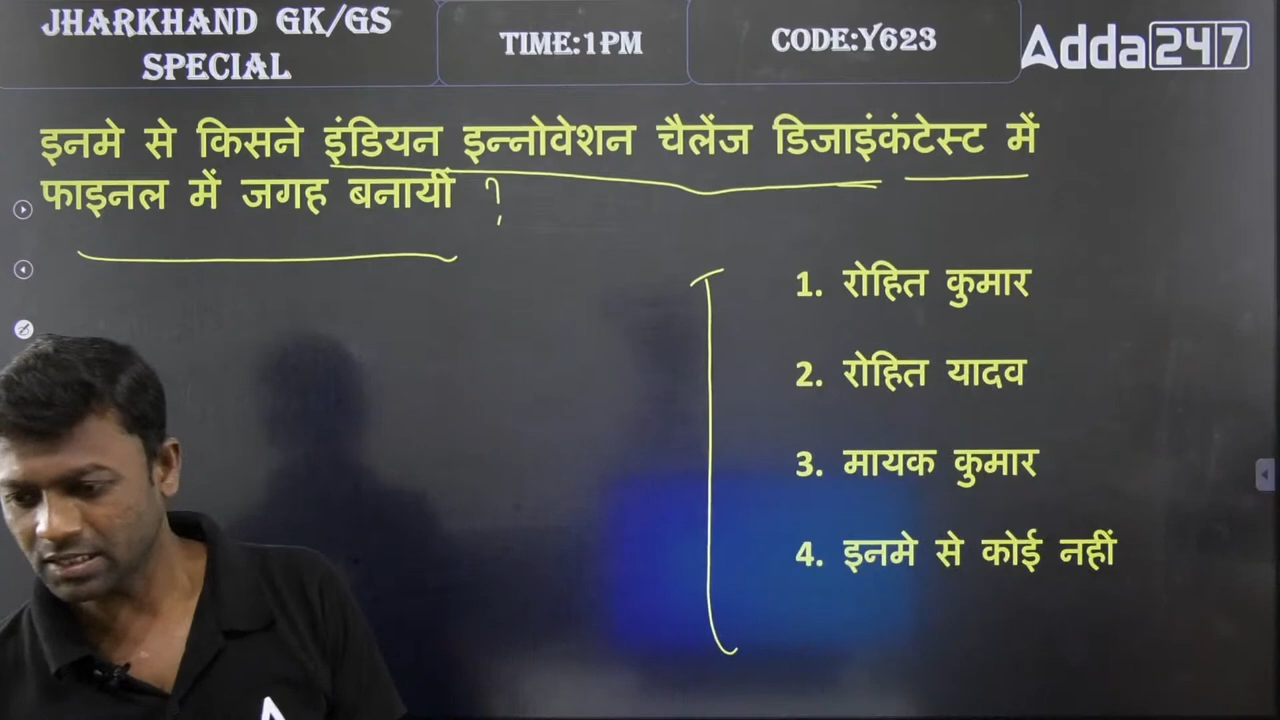 JHARKHAND GK/GS
SPECIAL
TIME:1PM
CODE:Y623
Adda247
इनमे से किसने इंडियन इन्नोवेशन चैलेंज डिजाइंकंटेस्ट में
फाइनल में जगह बनायीं ?
1. रोहित कुमार
2. रोहित यादव
3. मायक कुमार
4. इनमे से कोई नहीं